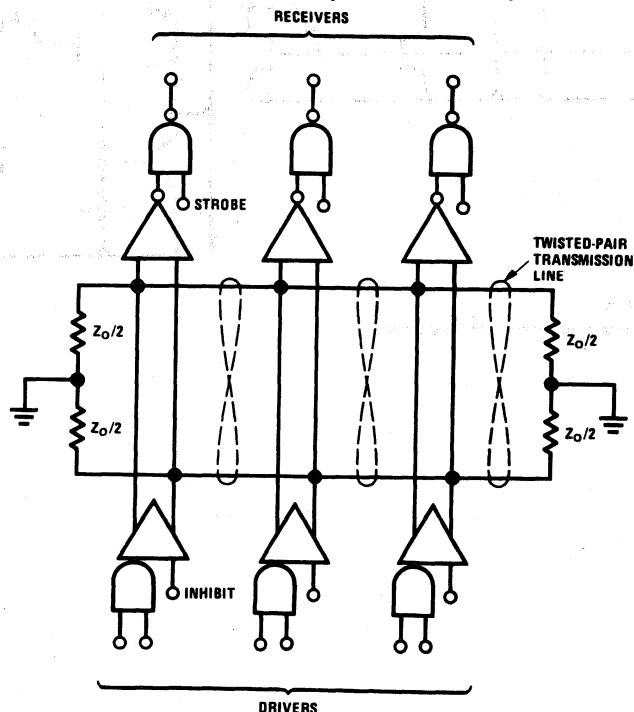 RECEIVERS
STROBE
TWISTED-PAIR
TRANSMISSION
LINE
ZO/2
ZO/2
ZO/2
ZO/2
INHIBIT
DRIVERS